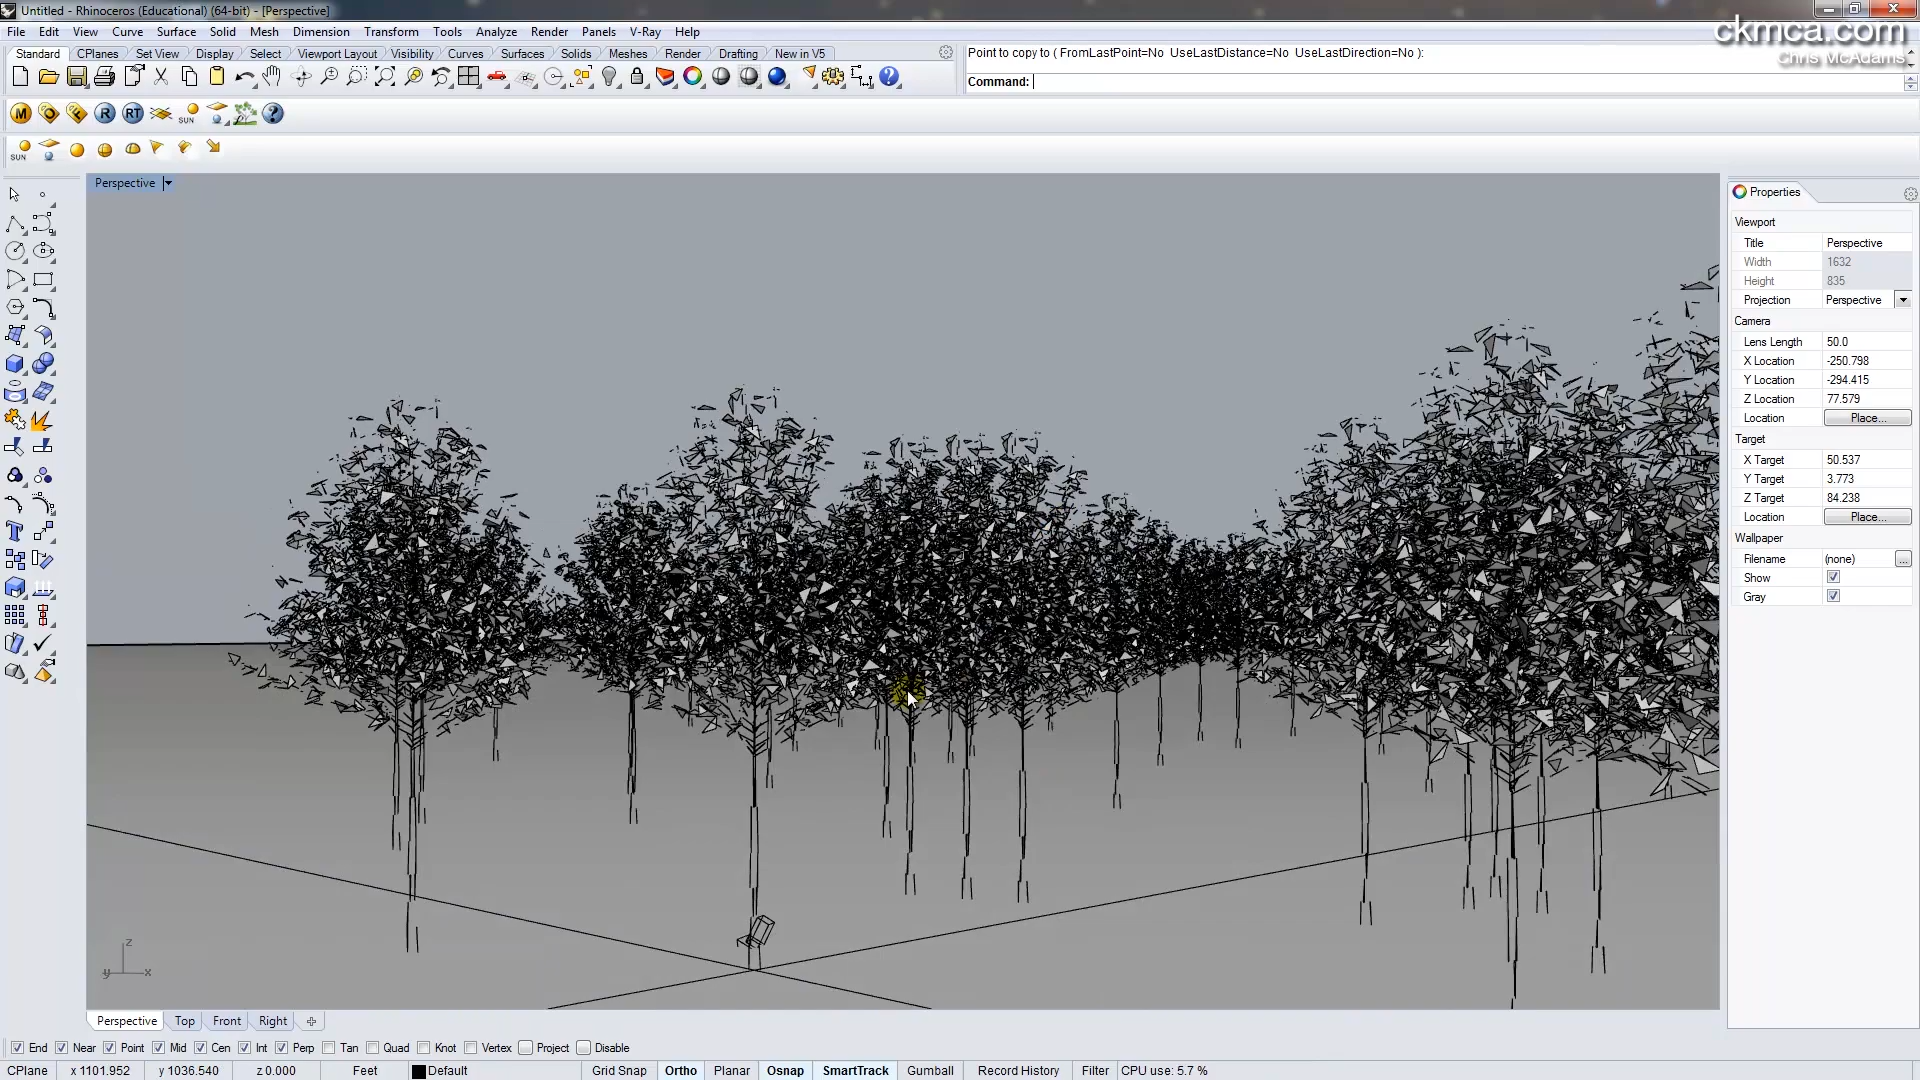 Untitled - Rhinoceros (Educational) (64-bit) - [Perspective]
ckmca.com
Chris McAdams
File Edit View Curve Surface Solid Mesh Dimension Transform Tools Analyze Render Panels V-Ray Help
Standard CPlanes Set View Display Select Viewport Layout Visibility Curves Surfaces Solids Meshes Render Drafting New in V5
Point to copy to ( FromLastPoint=No UseLastDistance=No UseLastDirection=No ):
Command:
M O F R RT SUN ?
SUN
Perspective
Properties
Viewport
Title Perspective
Width 1632
Height 835
Projection Perspective
Camera
Lens Length 50.0
X Location -250.798
Y Location -294.415
Z Location 77.579
Location Place...
Target
X Target 50.537
Y Target 3.773
Z Target 84.238
Location Place...
Wallpaper
Filename (none) ...
Show
Gray
z
y x
Perspective Top Front Right
End Near Point Mid Cen Int Perp Tan Quad Knot Vertex Project Disable
CPlane x 1101.952 y 1036.540 z 0.000 Feet Default Grid Snap Ortho Planar Osnap SmartTrack Gumball Record History Filter CPU use: 5.7 %